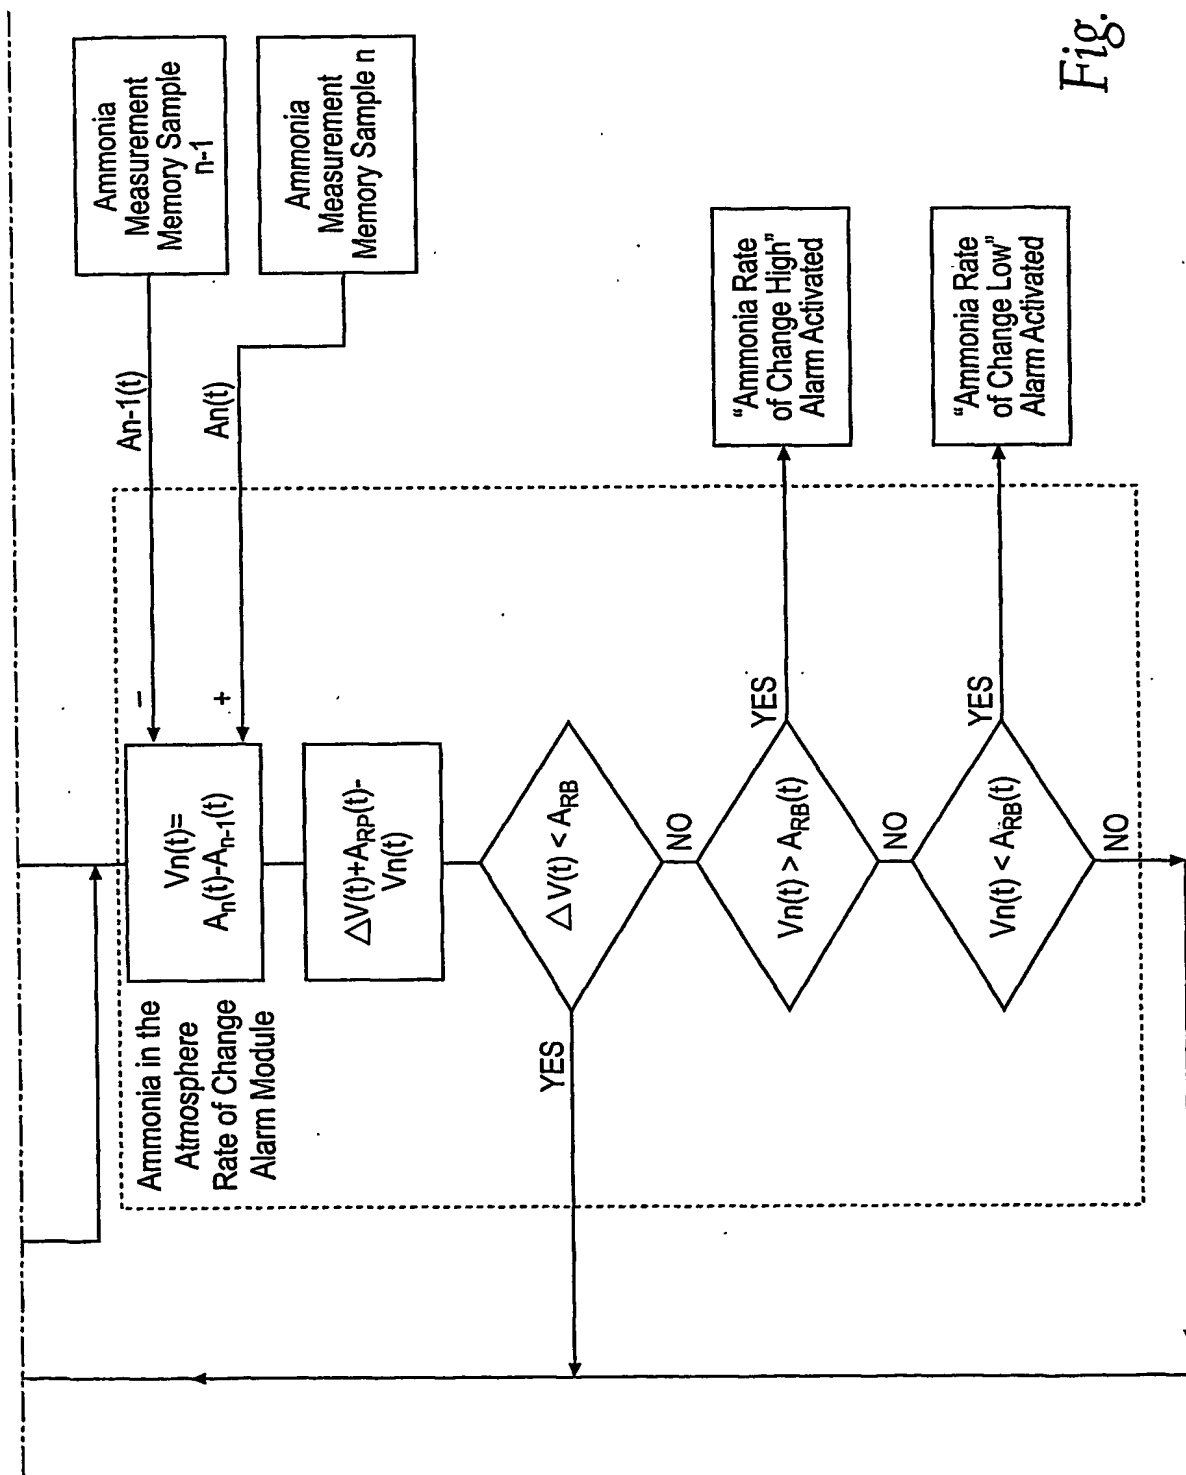 Ammonia
Measurement
Memory Sample
n-1
Ammonia
Measurement
Memory Sample n
An-1(t)
An(t)
Ammonia in the
Atmosphere
Rate of Change
Alarm Module
−
+
Vn(t)=
An(t)-An-1(t)
△V(t)+ARP(t)-
Vn(t)
△V(t) < ARB
YES
NO
Vn(t) > ARB(t)
YES
"Ammonia Rate
of Change High"
Alarm Activated
NO
Vn(t) < ARB(t)
YES
"Ammonia Rate
of Change Low"
Alarm Activated
NO
Fig.